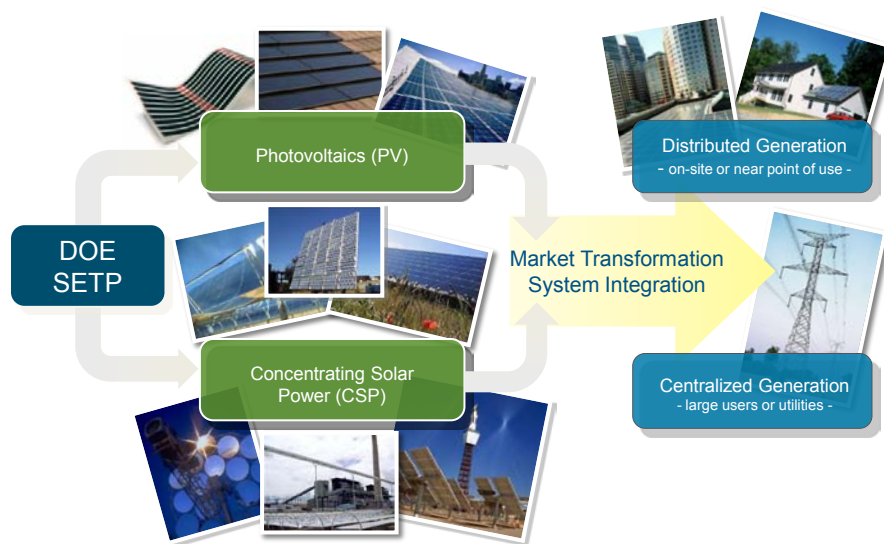 Photovoltaics (PV)
Distributed Generation
- on-site or near point of use -
DOE
SETP
Market Transformation
System Integration
Concentrating Solar
Power (CSP)
Centralized Generation
- large users or utilities -